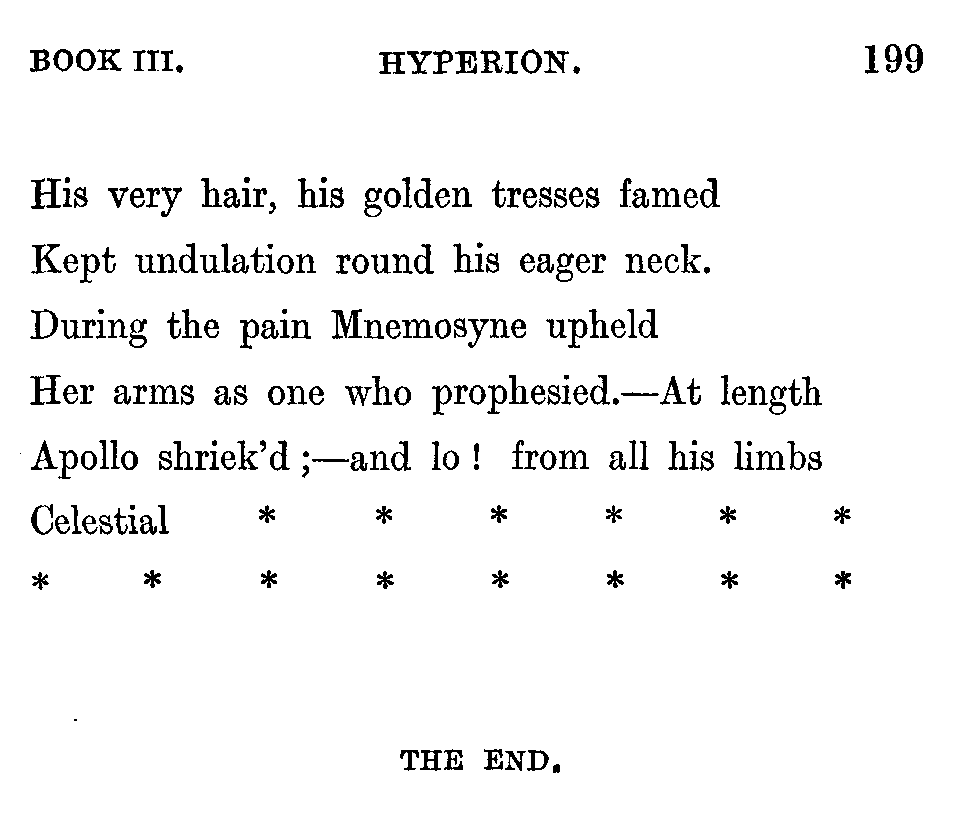 BOOK III. HYPERION. 199
His very hair, his golden tresses famed
Kept undulation round his eager neck.
During the pain Mnemosyne upheld
Her arms as one who prophesied.—At length
Apollo shriek'd ;—and lo ! from all his limbs
Celestial * * * * * *
* * * * * * * *
THE END.